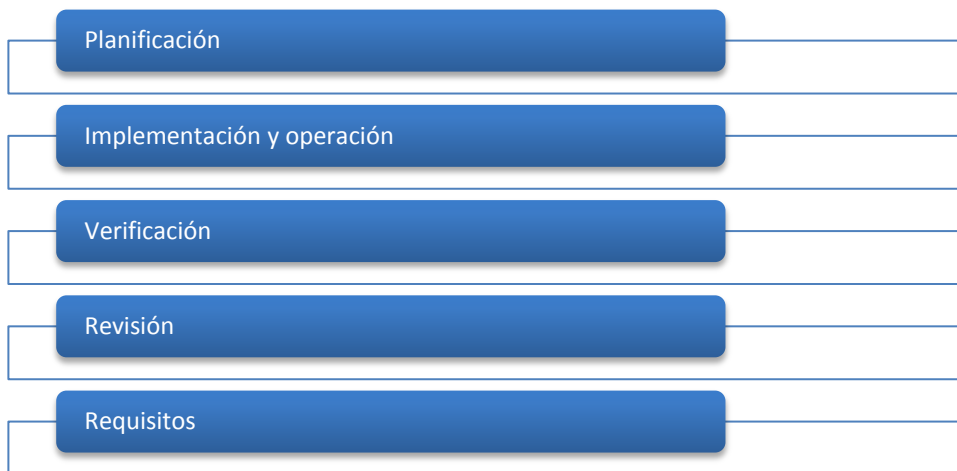 Planificación
Implementación y operación
Verificación
Revisión
Requisitos